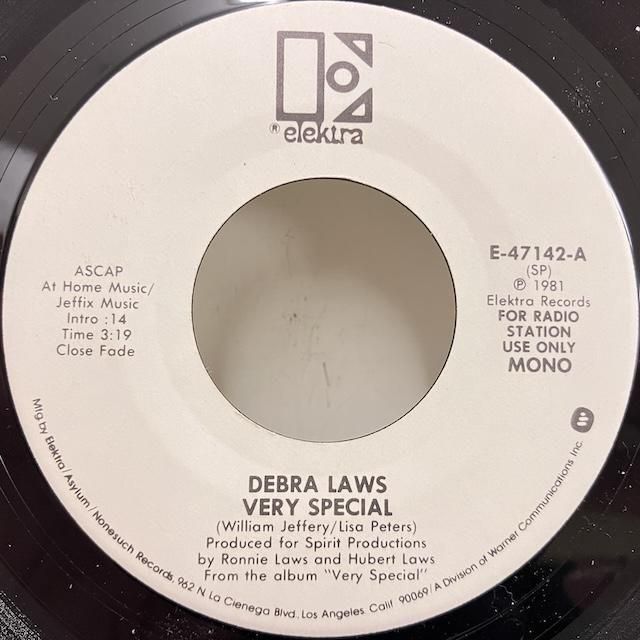 ® elektra
ASCAP
At Home Music/
Jeffix Music
Intro :14
Time 3:19
Close Fade
E-47142-A
(SP)
℗ 1981
Elektra Records
FOR RADIO
STATION
USE ONLY
MONO
DEBRA LAWS
VERY SPECIAL
(William Jeffery/Lisa Peters)
Produced for Spirit Productions
by Ronnie Laws and Hubert Laws
From the album "Very Special"
Mfg. by Elektra/Asylum/Nonesuch Records, 962 N. La Cienega Blvd., Los Angeles, Calif. 90069/A Division of Warner Communications Inc.